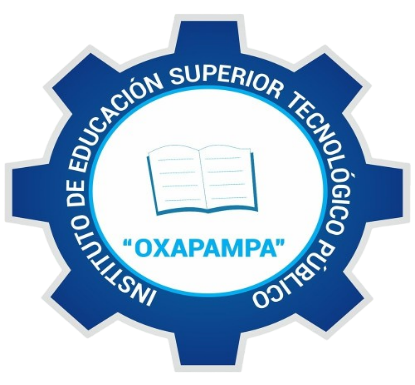 INSTITUTO DE EDUCACIÓN SUPERIOR TECNOLÓGICO PÚBLICO
“OXAPAMPA”